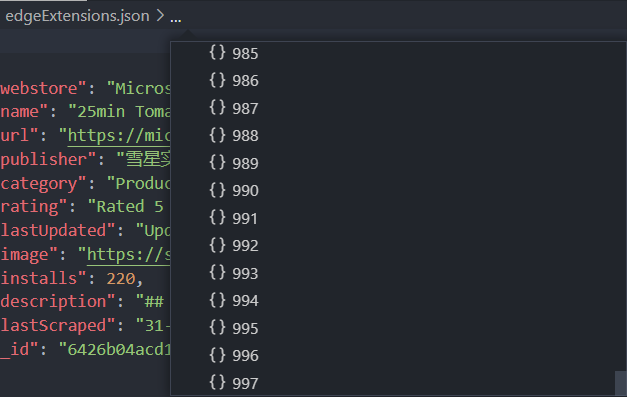 edgeExtensions.json > ...
webstore": "Micros
name": "25min Toma
url": "https://mic
publisher": "雪星实
category": "Produc
rating": "Rated 5
lastUpdated": "Upd
image": "https://s
installs": 220,
description": "##
lastScraped": "31-
_id": "6426b04acd1
{} 985
{} 986
{} 987
{} 988
{} 989
{} 990
{} 991
{} 992
{} 993
{} 994
{} 995
{} 996
{} 997